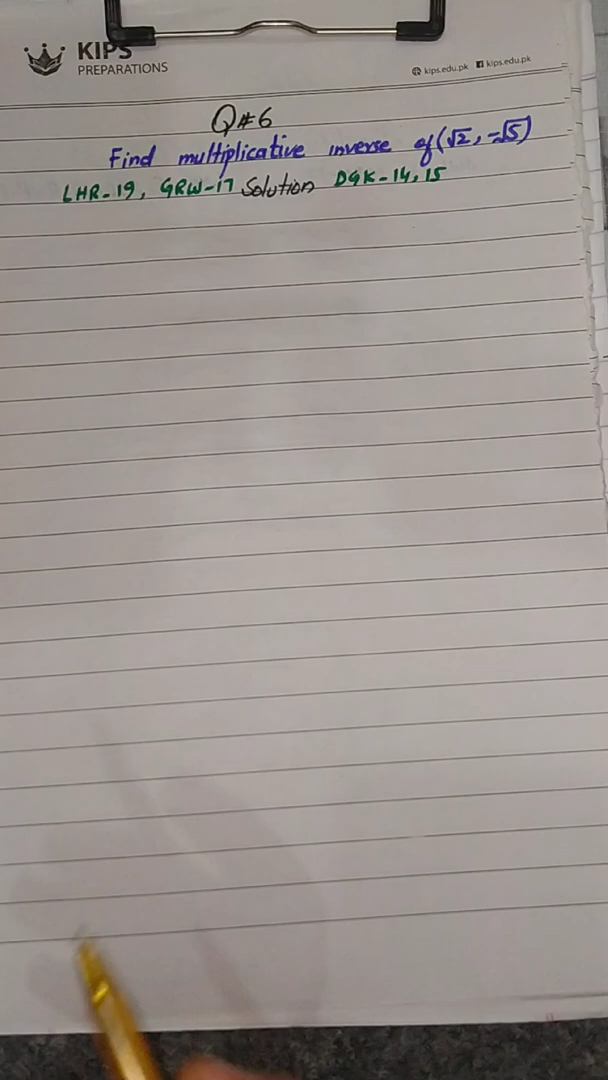 KIPS
PREPARATIONS
kips.edu.pk kips.edu.pk
Q#6
Find multiplicative inverse of (√2, -√5)
LHR-19, GRW-17 Solution DGK-14,15